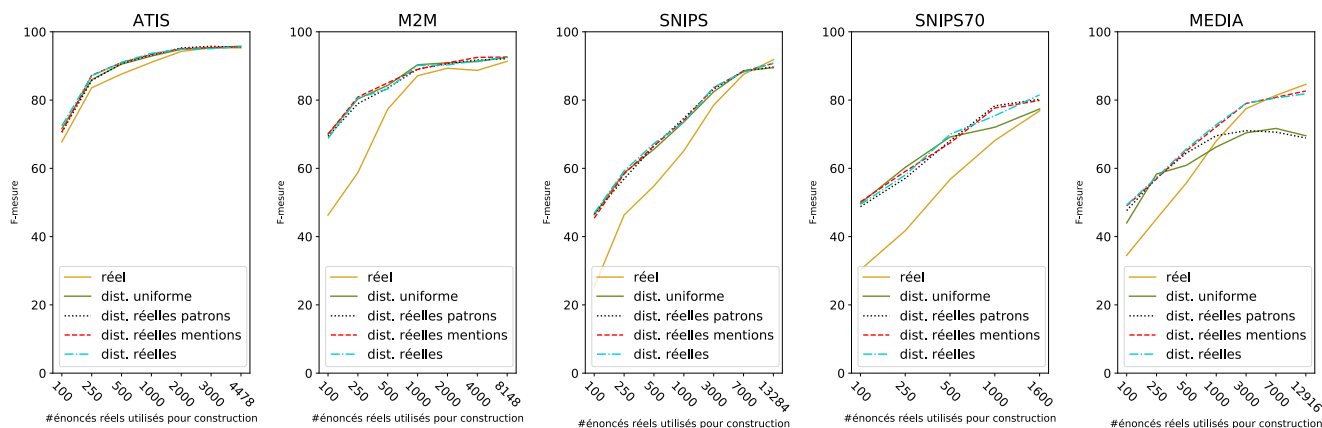 ATIS
F-mesure
100
80
60
40
20
0
réel
dist. uniforme
dist. réelles patrons
dist. réelles mentions
dist. réelles
100
250
500
1000
2000
3000
4478
#énoncés réels utilisés pour construction
M2M
F-mesure
100
80
60
40
20
0
réel
dist. uniforme
dist. réelles patrons
dist. réelles mentions
dist. réelles
100
250
500
1000
2000
4000
8148
#énoncés réels utilisés pour construction
SNIPS
F-mesure
100
80
60
40
20
0
réel
dist. uniforme
dist. réelles patrons
dist. réelles mentions
dist. réelles
100
250
500
1000
3000
7000
13284
#énoncés réels utilisés pour construction
SNIPS70
F-mesure
100
80
60
40
20
0
réel
dist. uniforme
dist. réelles patrons
dist. réelles mentions
dist. réelles
100
250
500
1000
1600
#énoncés réels utilisés pour construction
MEDIA
F-mesure
100
80
60
40
20
0
réel
dist. uniforme
dist. réelles patrons
dist. réelles mentions
dist. réelles
100
250
500
1000
3000
7000
12916
#énoncés réels utilisés pour construction